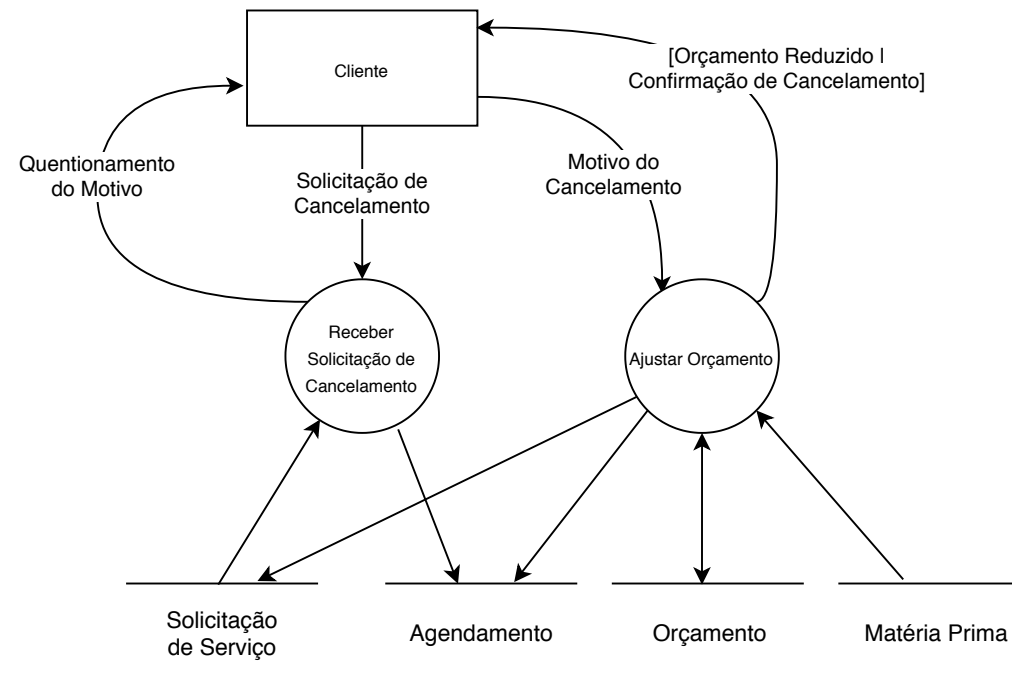 Cliente
[Orçamento Reduzido |
Confirmação de Cancelamento]
Quentionamento
do Motivo
Solicitação de
Cancelamento
Motivo do
Cancelamento
Receber
Solicitação de
Cancelamento
Ajustar Orçamento
Solicitação
de Serviço
Agendamento
Orçamento
Matéria Prima